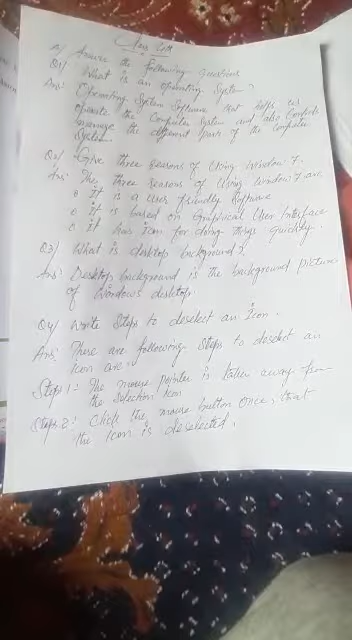 Class 6th
A/ Answer the following questions
Q1/ What is an operating System?
Ans: Operating System Software that helps us
operate the Computer System and also Controls
manage the different parts of the Computer
System.
Q2/ Give three reasons of Using Window 7.
Ans: The three reasons of Using Window 7 are
o It is a User friendly Software
o It is based on Graphical User Interface
o It has Icon for doing things quickly.
Q3/ What is desktop background?
Ans: Desktop background is the background picture
of Windows desktop
Q4/ Write Steps to deselect an Icon.
Ans: These are following Steps to deselect an
Icon are:
Step 1: The mouse pointer is taken away from
the Selection Icon
Step 2: Click the mouse button once, that
the Icon is deselected.